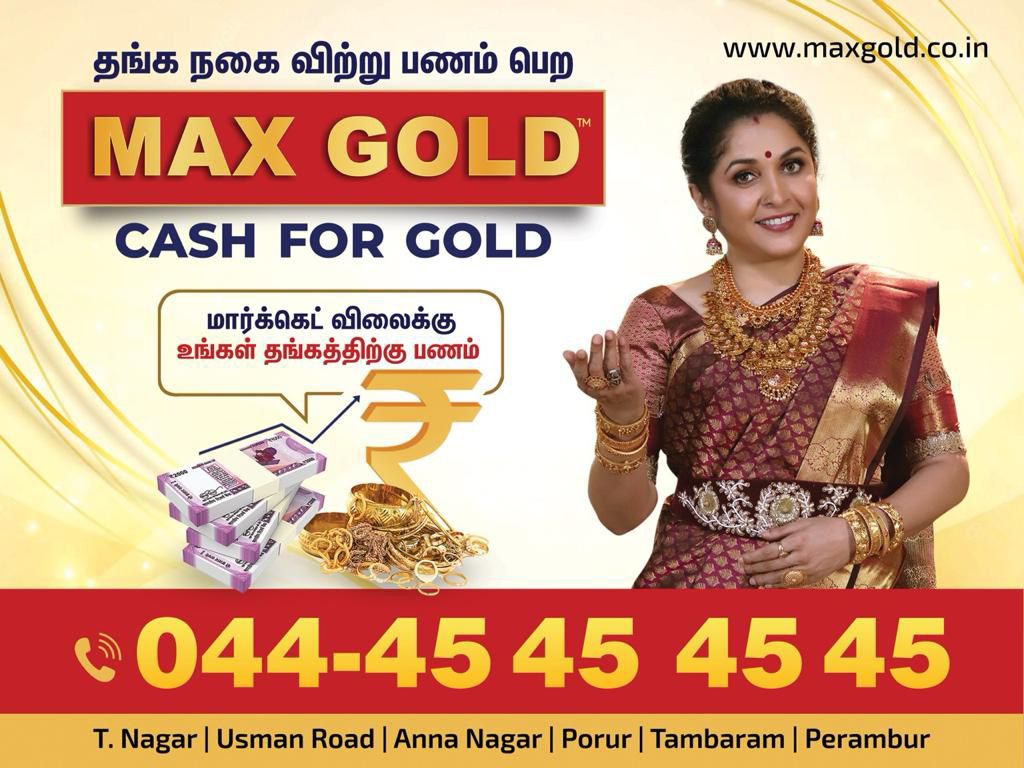 தங்க நகை விற்று பணம் பெற
www.maxgold.co.in
MAX GOLD™
CASH FOR GOLD
மார்க்கெட் விலைக்கு
உங்கள் தங்கத்திற்கு பணம்
₹
₹2000
044-45 45 45 45
T. Nagar | Usman Road | Anna Nagar | Porur | Tambaram | Perambur